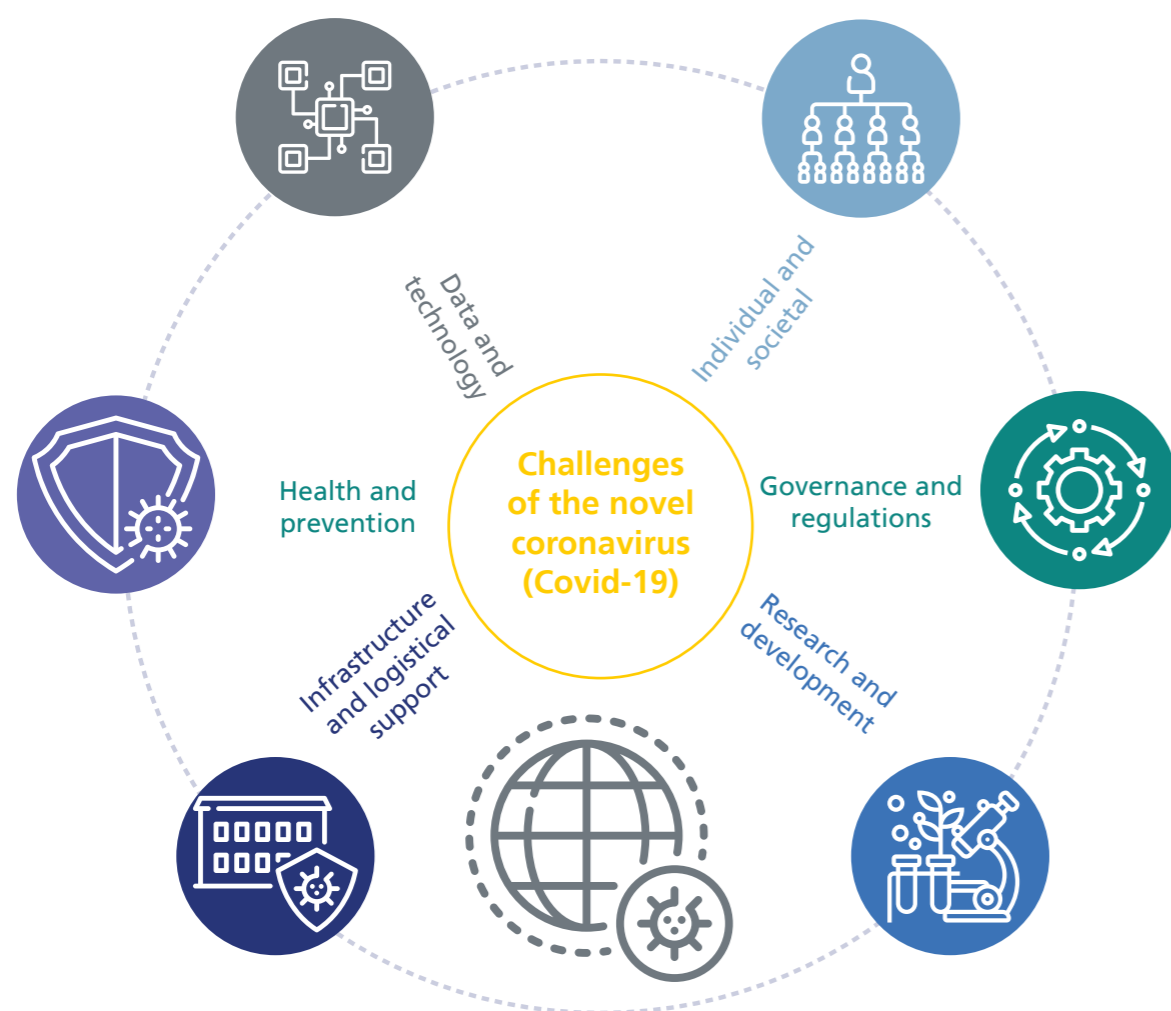 Data and
technology
Individual and
societal
Health and
prevention
Challenges
of the novel
coronavirus
(Covid-19)
Governance and
regulations
Infrastructure
and logistical
support
Research and
development